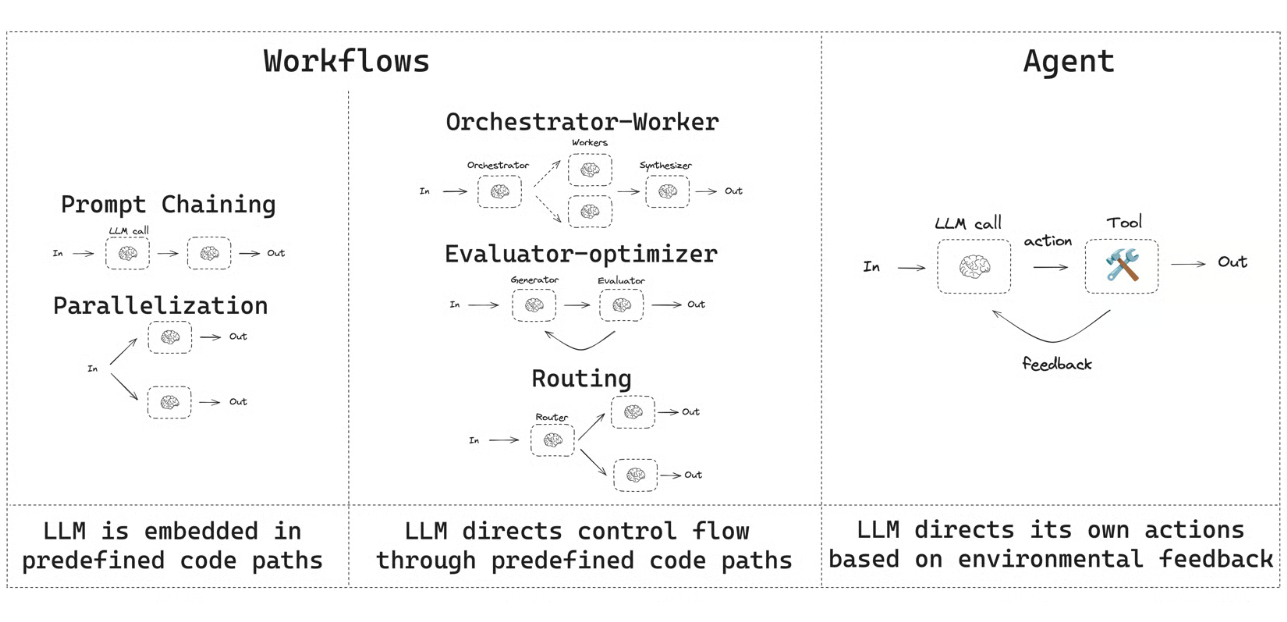 Workflows
Agent
Prompt Chaining
LLM call
In
Out
Parallelization
In
Out
Out
Orchestrator-Worker
Workers
Orchestrator
Synthesizer
In
Out
Evaluator-optimizer
Generator
Evaluator
In
Out
Routing
Router
In
Out
Out
LLM call
Tool
action
In
Out
feedback
LLM is embedded in
predefined code paths
LLM directs control flow
through predefined code paths
LLM directs its own actions
based on environmental feedback